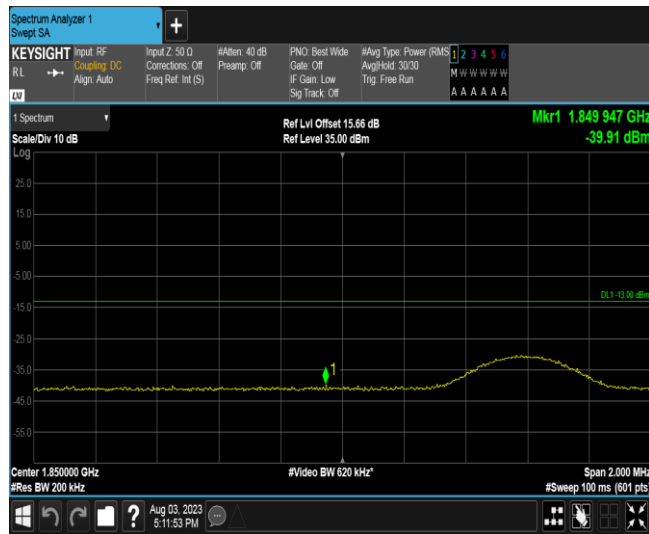 Spectrum Analyzer 1
Swept SA
+
KEYSIGHT
RL
LXI
Input: RF
Coupling: DC
Align: Auto
Input Z: 50 Ω
Corrections: Off
Freq Ref: Int (S)
#Atten: 40 dB
Preamp: Off
PNO: Best Wide
Gate: Off
IF Gain: Low
Sig Track: Off
#Avg Type: Power (RMS
Avg|Hold: 30/30
Trig: Free Run
1 2 3 4 5 6
M W W W W W
A A A A A A
1 Spectrum
Scale/Div 10 dB
Log
Ref Lvl Offset 15.66 dB
Ref Level 35.00 dBm
Mkr1 1.849 947 GHz
-39.91 dBm
25.0
15.0
5.00
-5.00
-15.0
-25.0
-35.0
-45.0
-55.0
DL1 -13.00 dBm
1
Center 1.850000 GHz
#Res BW 200 kHz
#Video BW 620 kHz*
Span 2.000 MHz
#Sweep 100 ms (601 pts
?
Aug 03, 2023
5:11:53 PM